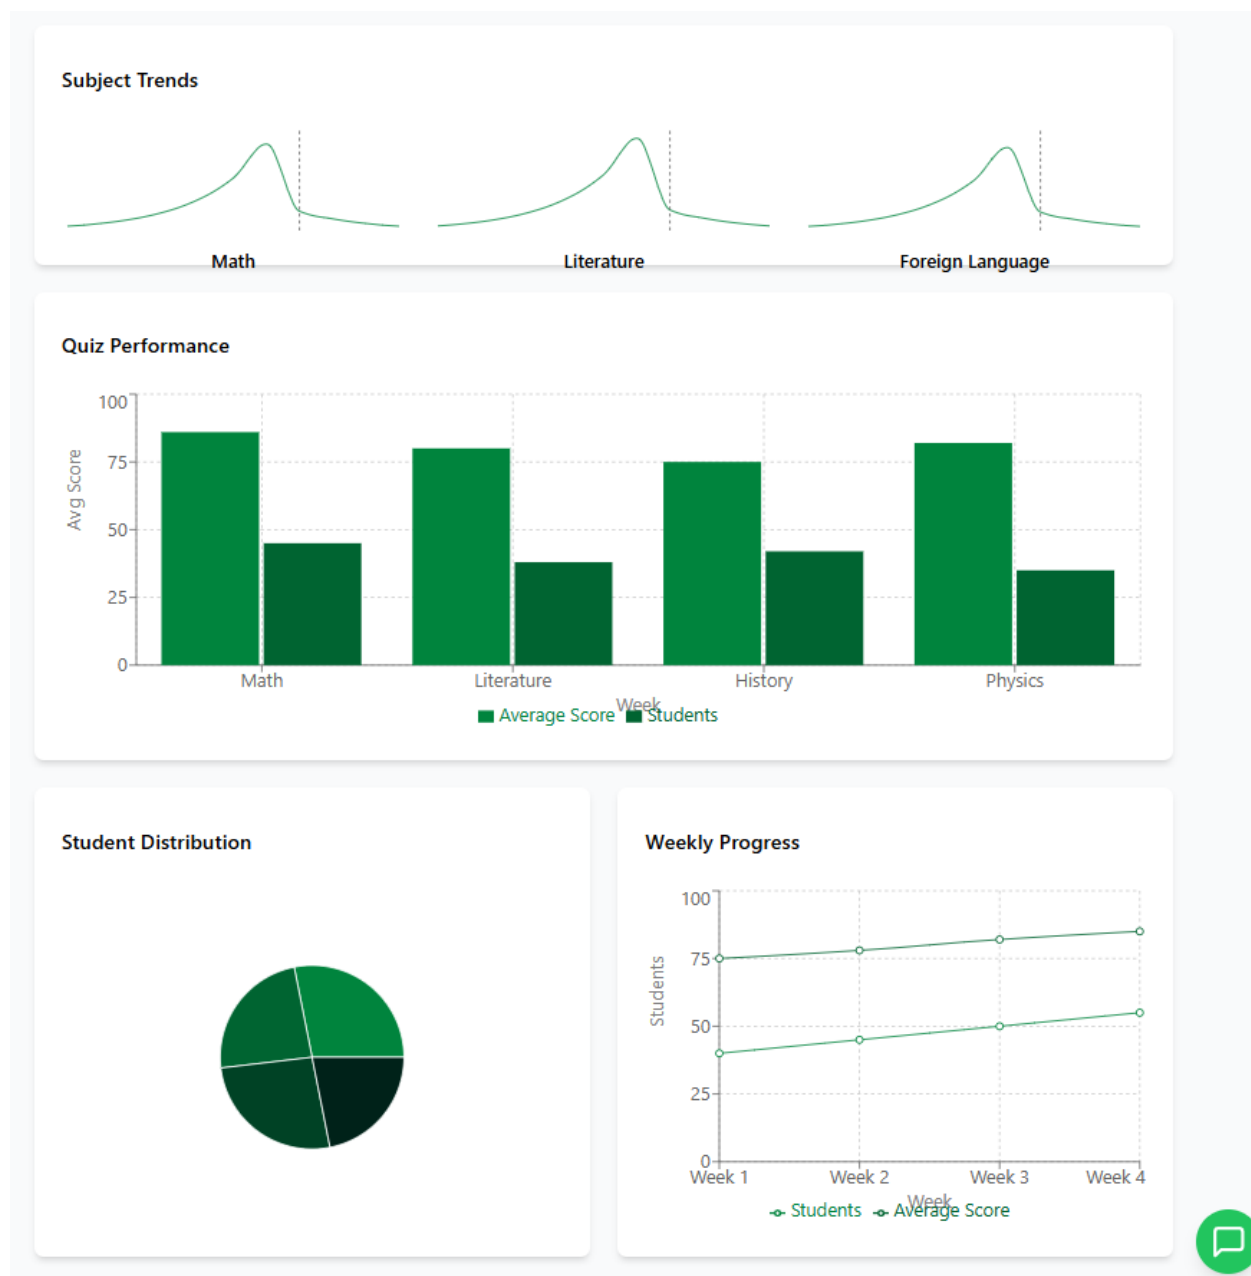 Subject Trends
Math
Literature
Foreign Language
Quiz Performance
100
75
50
25
0
Avg Score
Math
Literature
History
Physics
Week
Average Score
Students
Student Distribution
Weekly Progress
100
75
50
25
0
Students
Week 1
Week 2
Week 3
Week 4
Week
Students
Average Score